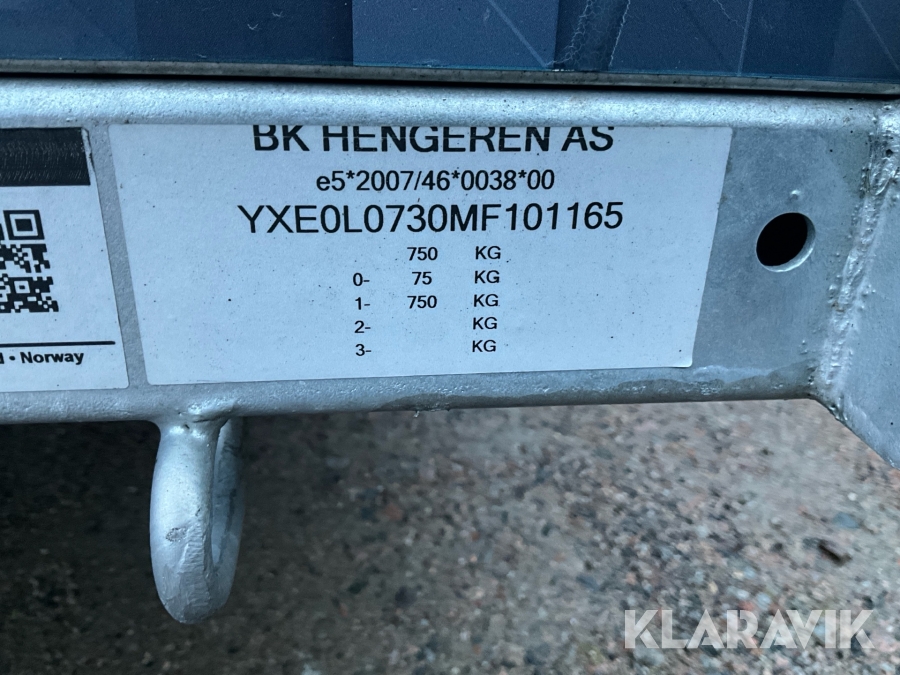 BK HENGEREN AS
e5*2007/46*0038*00
YXE0L0730MF101165
750 KG
0- 75 KG
1- 750 KG
2- KG
3- KG
• Norway
KLARAVIK